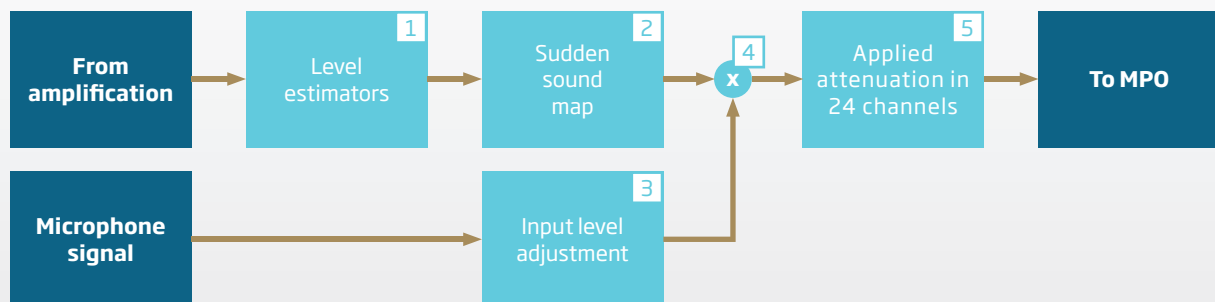 From
amplification
1
Level
estimators
2
Sudden
sound
map
4
x
5
Applied
attenuation in
24 channels
To MPO
Microphone
signal
3
Input level
adjustment